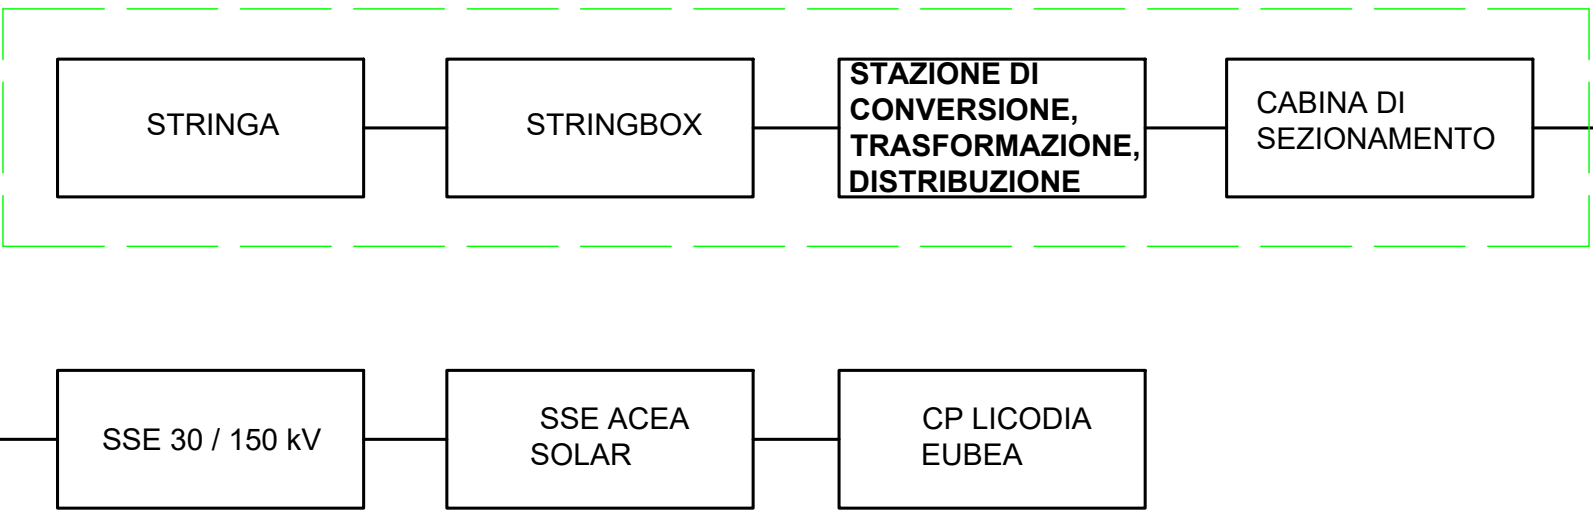 STRINGA
STRINGBOX
STAZIONE DI
CONVERSIONE,
TRASFORMAZIONE,
DISTRIBUZIONE
CABINA DI
SEZIONAMENTO
SSE 30 / 150 kV
SSE ACEA
SOLAR
CP LICODIA
EUBEA